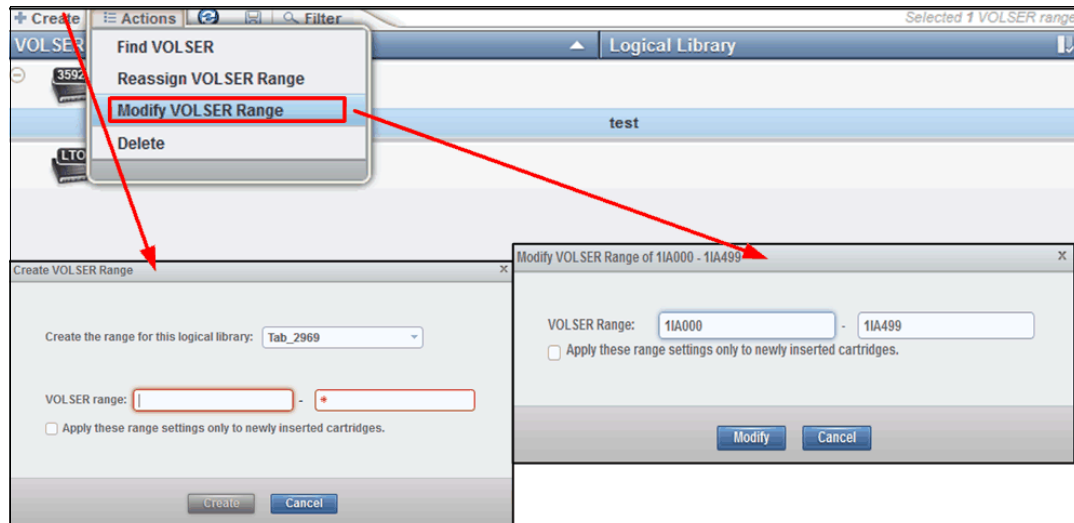 Create Actions Filter Selected 1 VOLSER range
VOLSER Logical Library
Find VOLSER
3592
Reassign VOLSER Range
Modify VOLSER Range
test
Delete
LTO
Create VOLSER Range x
Create the range for this logical library: Tab_2969
VOLSER range: - *
Apply these range settings only to newly inserted cartridges.
Create Cancel
Modify VOLSER Range of 1IA000 - 1IA499 x
VOLSER Range: 1IA000 - 1IA499
Apply these range settings only to newly inserted cartridges.
Modify Cancel